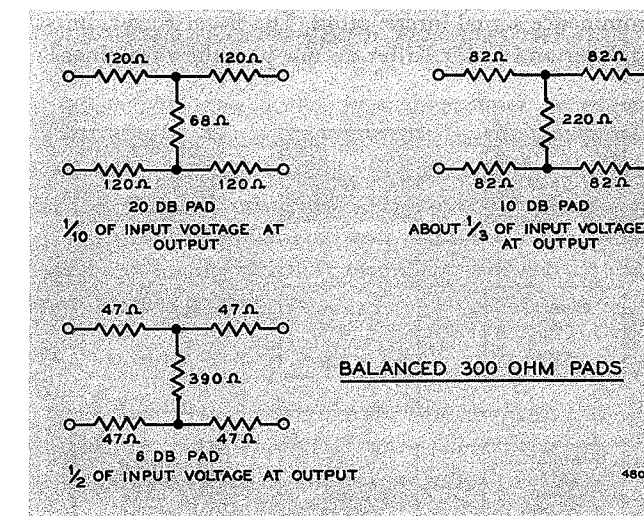 120Ω 120Ω
68Ω
120Ω 120Ω
20 DB PAD
1/10 OF INPUT VOLTAGE AT
OUTPUT
82Ω 82Ω
220Ω
82Ω 82Ω
10 DB PAD
ABOUT 1/3 OF INPUT VOLTAGE
AT OUTPUT
47Ω 47Ω
390Ω
47Ω 47Ω
6 DB PAD
1/2 OF INPUT VOLTAGE AT OUTPUT
BALANCED 300 OHM PADS